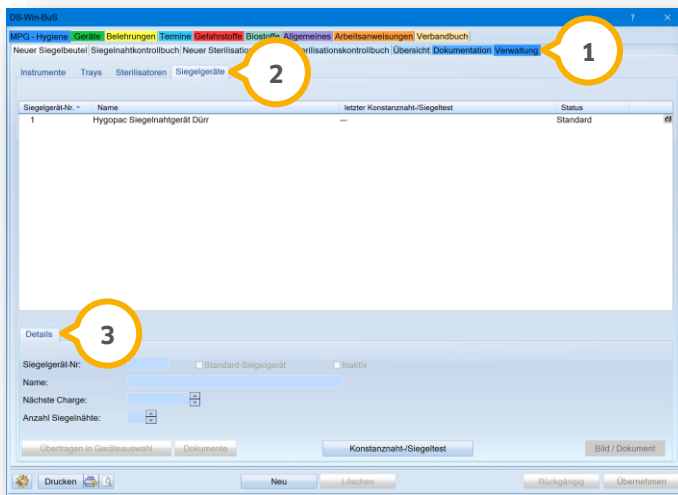 DS-Win-BuS ? ×
MPG - Hygiene Geräte Belehrungen Termine Gefahrstoffe Biostoffe Allgemeines Arbeitsanweisungen Verbandbuch
Neuer Siegelbeutel Siegelnahtkontrollbuch Neuer Sterilisatio Übersicht Dokumentation Verwaltung
1
Instrumente Trays Sterilisatoren Siegelgeräte
2
Siegelgerät-Nr. Name letzter Konstanznaht-/Siegeltest Status
1 Hygopac Siegelnahtgerät Dürr — Standard
Details
3
Siegelgerät-Nr: Standard-Siegelgerät Inaktiv
Name:
Nächste Charge:
Anzahl Siegelnähte:
Übertragen in Geräteauswahl Dokumente Konstanznaht-/Siegeltest Bild / Dokument
Drucken Neu Löschen Rückgängig Übernehmen